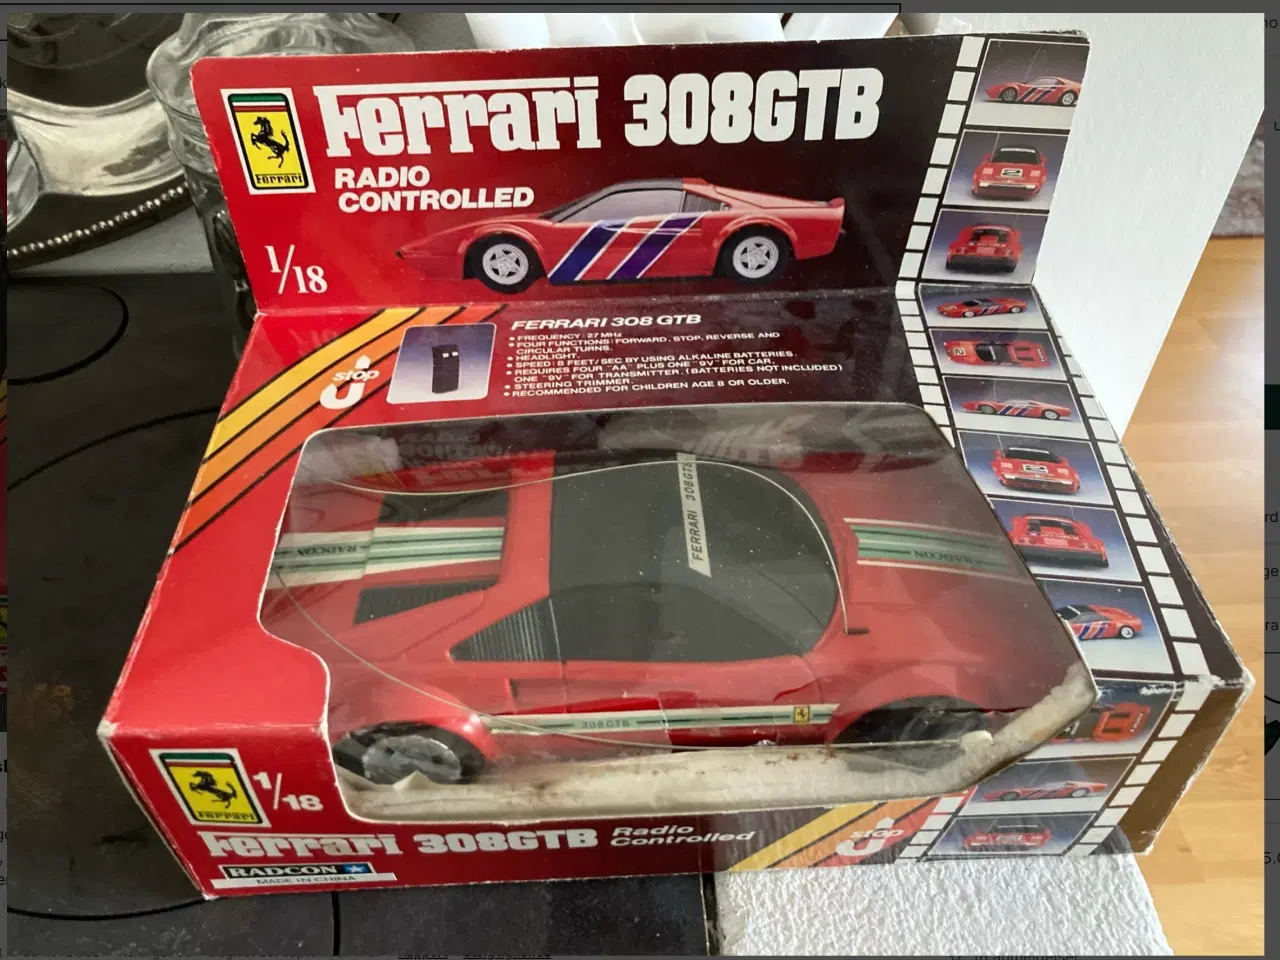 Ferrari 308GTB
Ferrari
RADIO
CONTROLLED
1/18
FERRARI 308 GTB
• FREQUENCY: 27 MHz
• FOUR FUNCTIONS: FORWARD, STOP, REVERSE AND
CIRCULAR TURNS.
• HEADLIGHT.
• SPEED: 8 FEET/SEC BY USING ALKALINE BATTERIES.
• REQUIRES FOUR "AA" PLUS ONE "9V" FOR CAR,
ONE "9V" FOR TRANSMITTER. (BATTERIES NOT INCLUDED)
• STEERING TRIMMER.
• RECOMMENDED FOR CHILDREN AGE 8 OR OLDER.
stop
FERRARI 308GTB
RADCON
RADCON
308GTB
Ferrari
1/18
Ferrari 308GTB Radio
Controlled
stop
RADCON
MADE IN CHINA
2
2
2